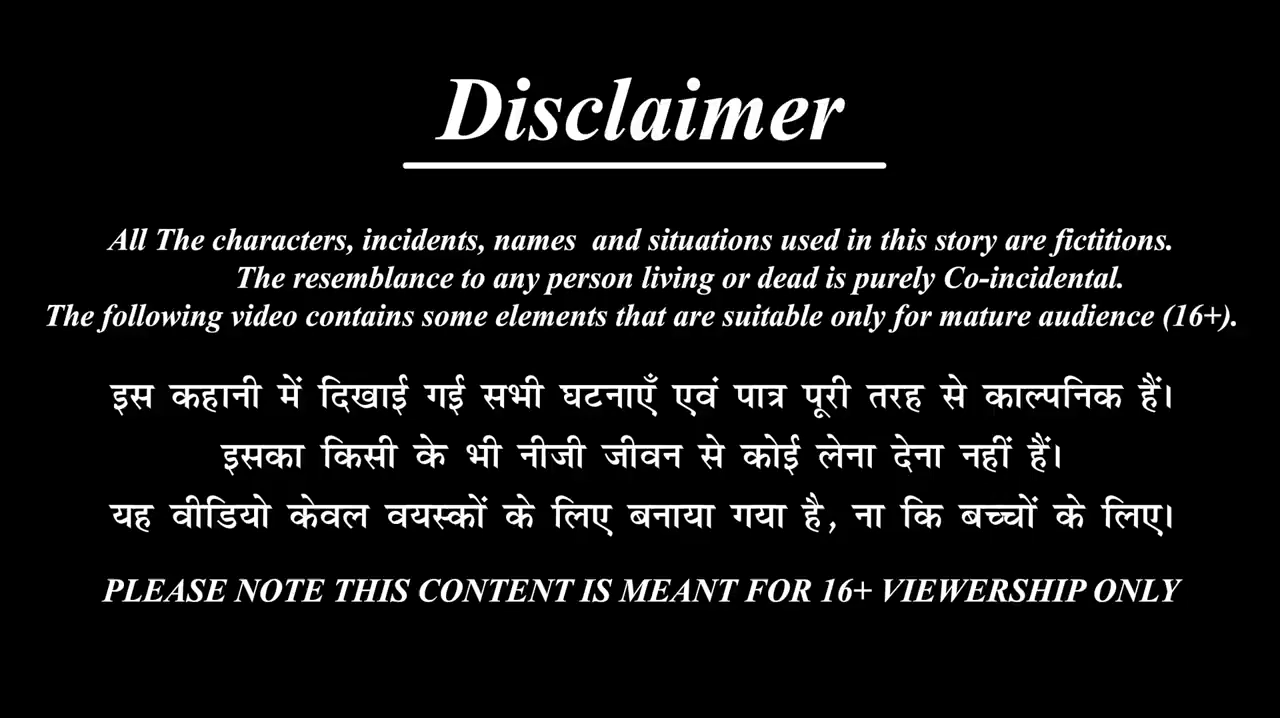 Disclaimer
All The characters, incidents, names and situations used in this story are fictitions.
The resemblance to any person living or dead is purely Co-incidental.
The following video contains some elements that are suitable only for mature audience (16+).
इस कहानी में दिखाई गई सभी घटनाएँ एवं पात्र पूरी तरह से काल्पनिक हैं।
इसका किसी के भी नीजी जीवन से कोई लेना देना नहीं हैं।
यह वीडियो केवल वयस्कों के लिए बनाया गया है, ना कि बच्चों के लिए।
PLEASE NOTE THIS CONTENT IS MEANT FOR 16+ VIEWERSHIP ONLY